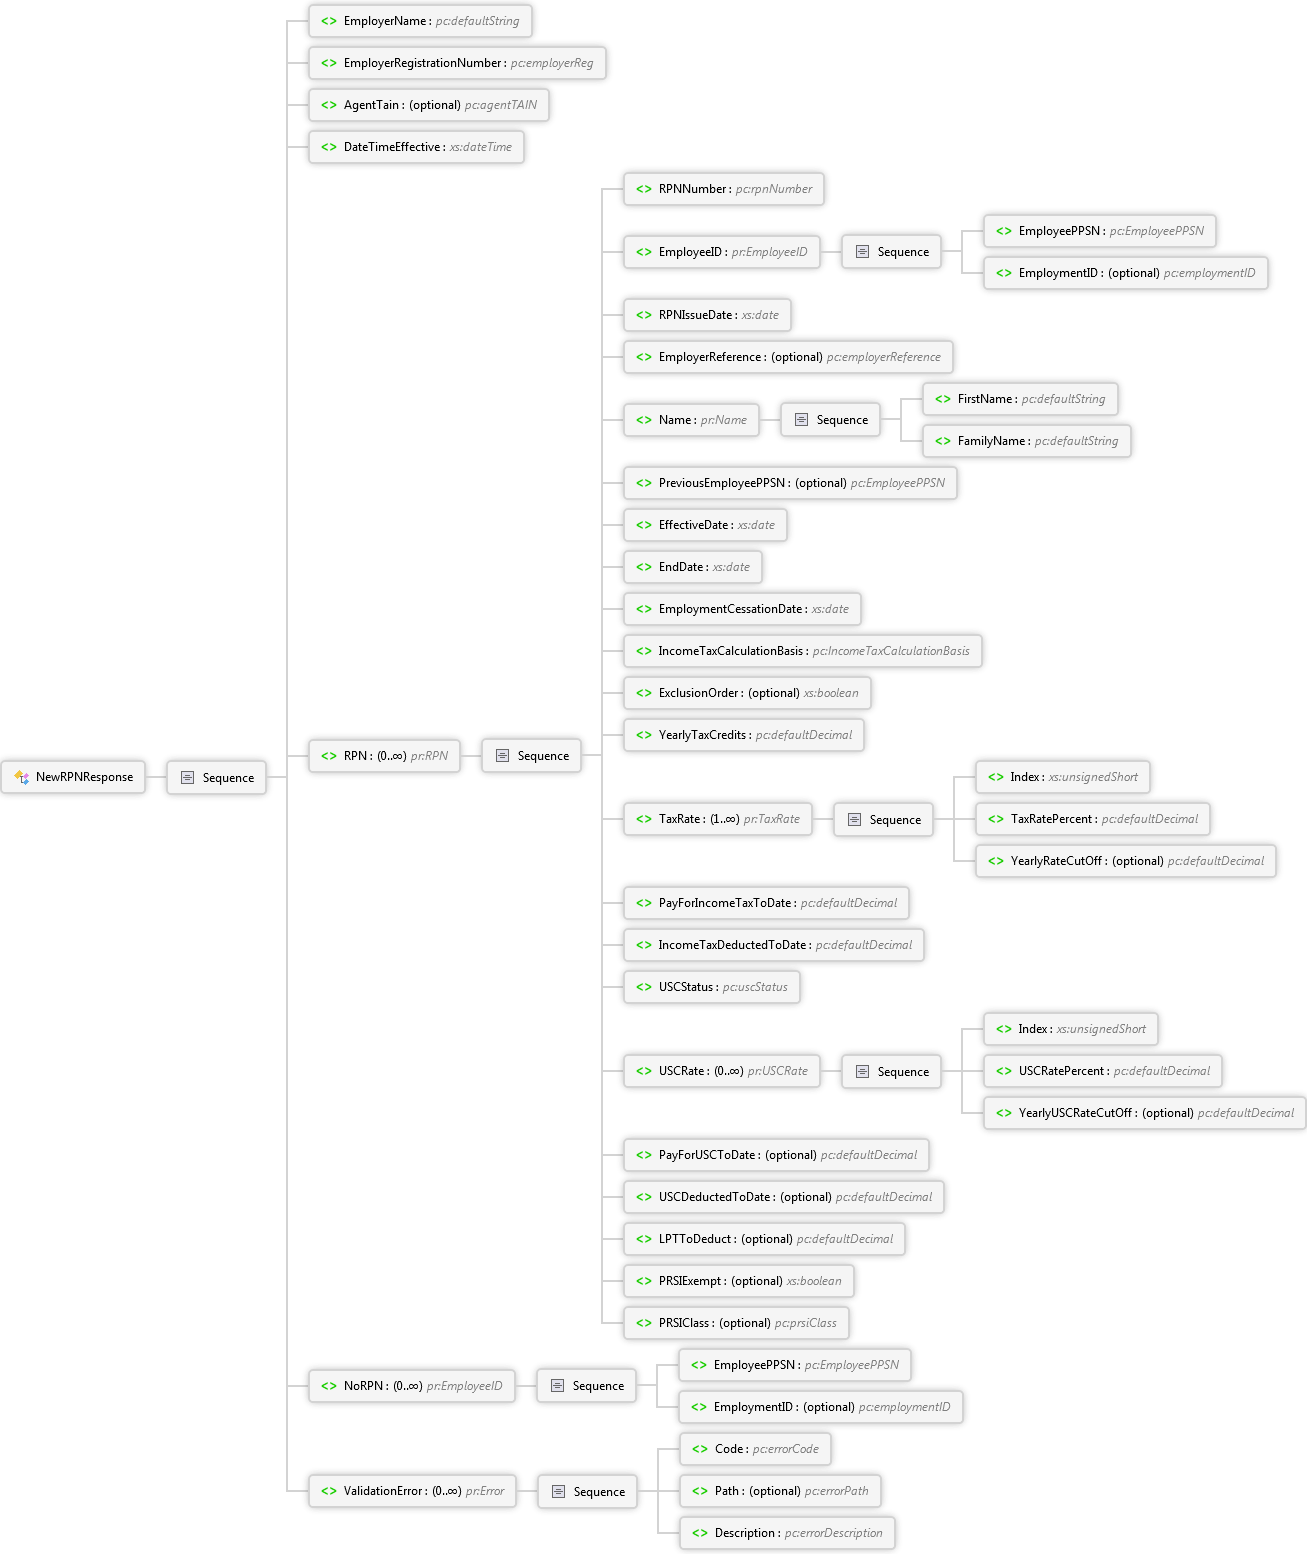 EmployerName : pc:defaultString
EmployerRegistrationNumber : pc:employerReg
AgentTain : (optional) pc:agentTAIN
DateTimeEffective : xs:dateTime
RPNNumber : pc:rpnNumber
EmployeePPSN : pc:EmployeePPSN
EmployeeID : pr:EmployeeID
Sequence
EmploymentID : (optional) pc:employmentID
RPNIssueDate : xs:date
EmployerReference : (optional) pc:employerReference
FirstName : pc:defaultString
Name : pr:Name
Sequence
FamilyName : pc:defaultString
PreviousEmployeePPSN : (optional) pc:EmployeePPSN
EffectiveDate : xs:date
EndDate : xs:date
EmploymentCessationDate : xs:date
IncomeTaxCalculationBasis : pc:IncomeTaxCalculationBasis
ExclusionOrder : (optional) xs:boolean
YearlyTaxCredits : pc:defaultDecimal
RPN : (0..∞) pr:RPN
Sequence
NewRPNResponse
Sequence
Index : xs:unsignedShort
TaxRate : (1..∞) pr:TaxRate
Sequence
TaxRatePercent : pc:defaultDecimal
YearlyRateCutOff : (optional) pc:defaultDecimal
PayForIncomeTaxToDate : pc:defaultDecimal
IncomeTaxDeductedToDate : pc:defaultDecimal
USCStatus : pc:uscStatus
Index : xs:unsignedShort
USCRate : (0..∞) pr:USCRate
Sequence
USCRatePercent : pc:defaultDecimal
YearlyUSCRateCutOff : (optional) pc:defaultDecimal
PayForUSCToDate : (optional) pc:defaultDecimal
USCDeductedToDate : (optional) pc:defaultDecimal
LPTToDeduct : (optional) pc:defaultDecimal
PRSIExempt : (optional) xs:boolean
PRSIClass : (optional) pc:prsiClass
EmployeePPSN : pc:EmployeePPSN
NoRPN : (0..∞) pr:EmployeeID
Sequence
EmploymentID : (optional) pc:employmentID
Code : pc:errorCode
ValidationError : (0..∞) pr:Error
Sequence
Path : (optional) pc:errorPath
Description : pc:errorDescription